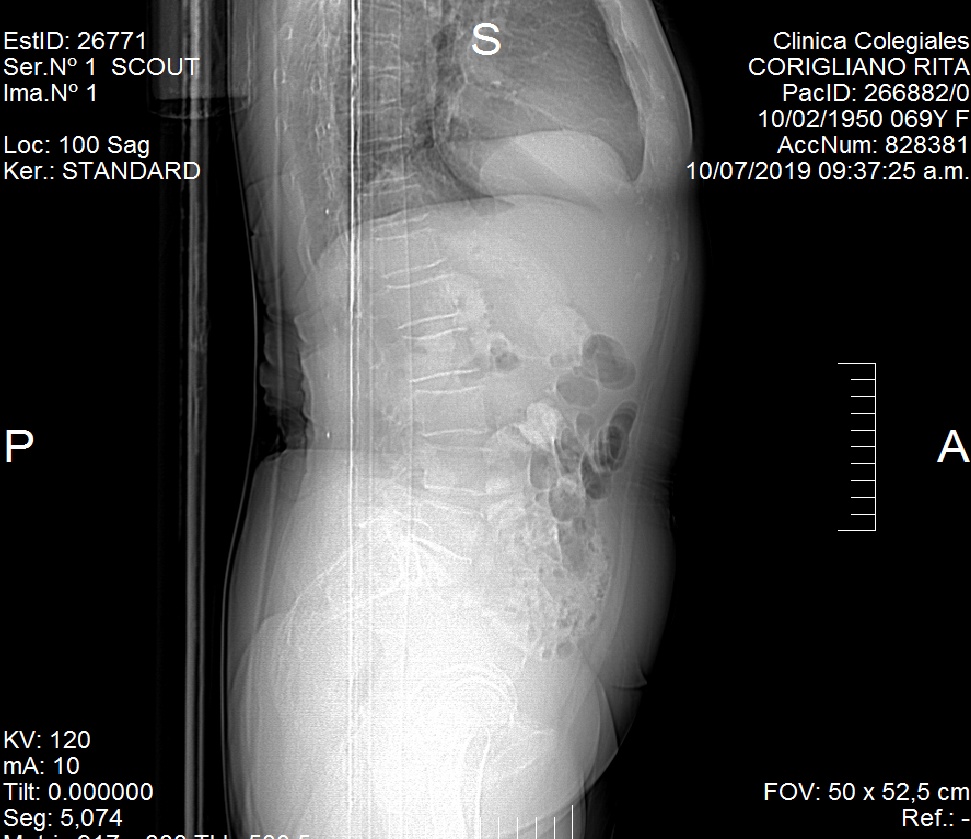 S
EstID: 26771
Ser.Nº 1 SCOUT
Ima.Nº 1
Loc: 100 Sag
Ker.: STANDARD
Clinica Colegiales
CORIGLIANO RITA
PacID: 266882/0
10/02/1950 069Y F
AccNum: 828381
10/07/2019 09:37:25 a.m.
P
A
KV: 120
mA: 10
Tilt: 0.000000
Seg: 5,074
FOV: 50 x 52,5 cm
Ref.: -